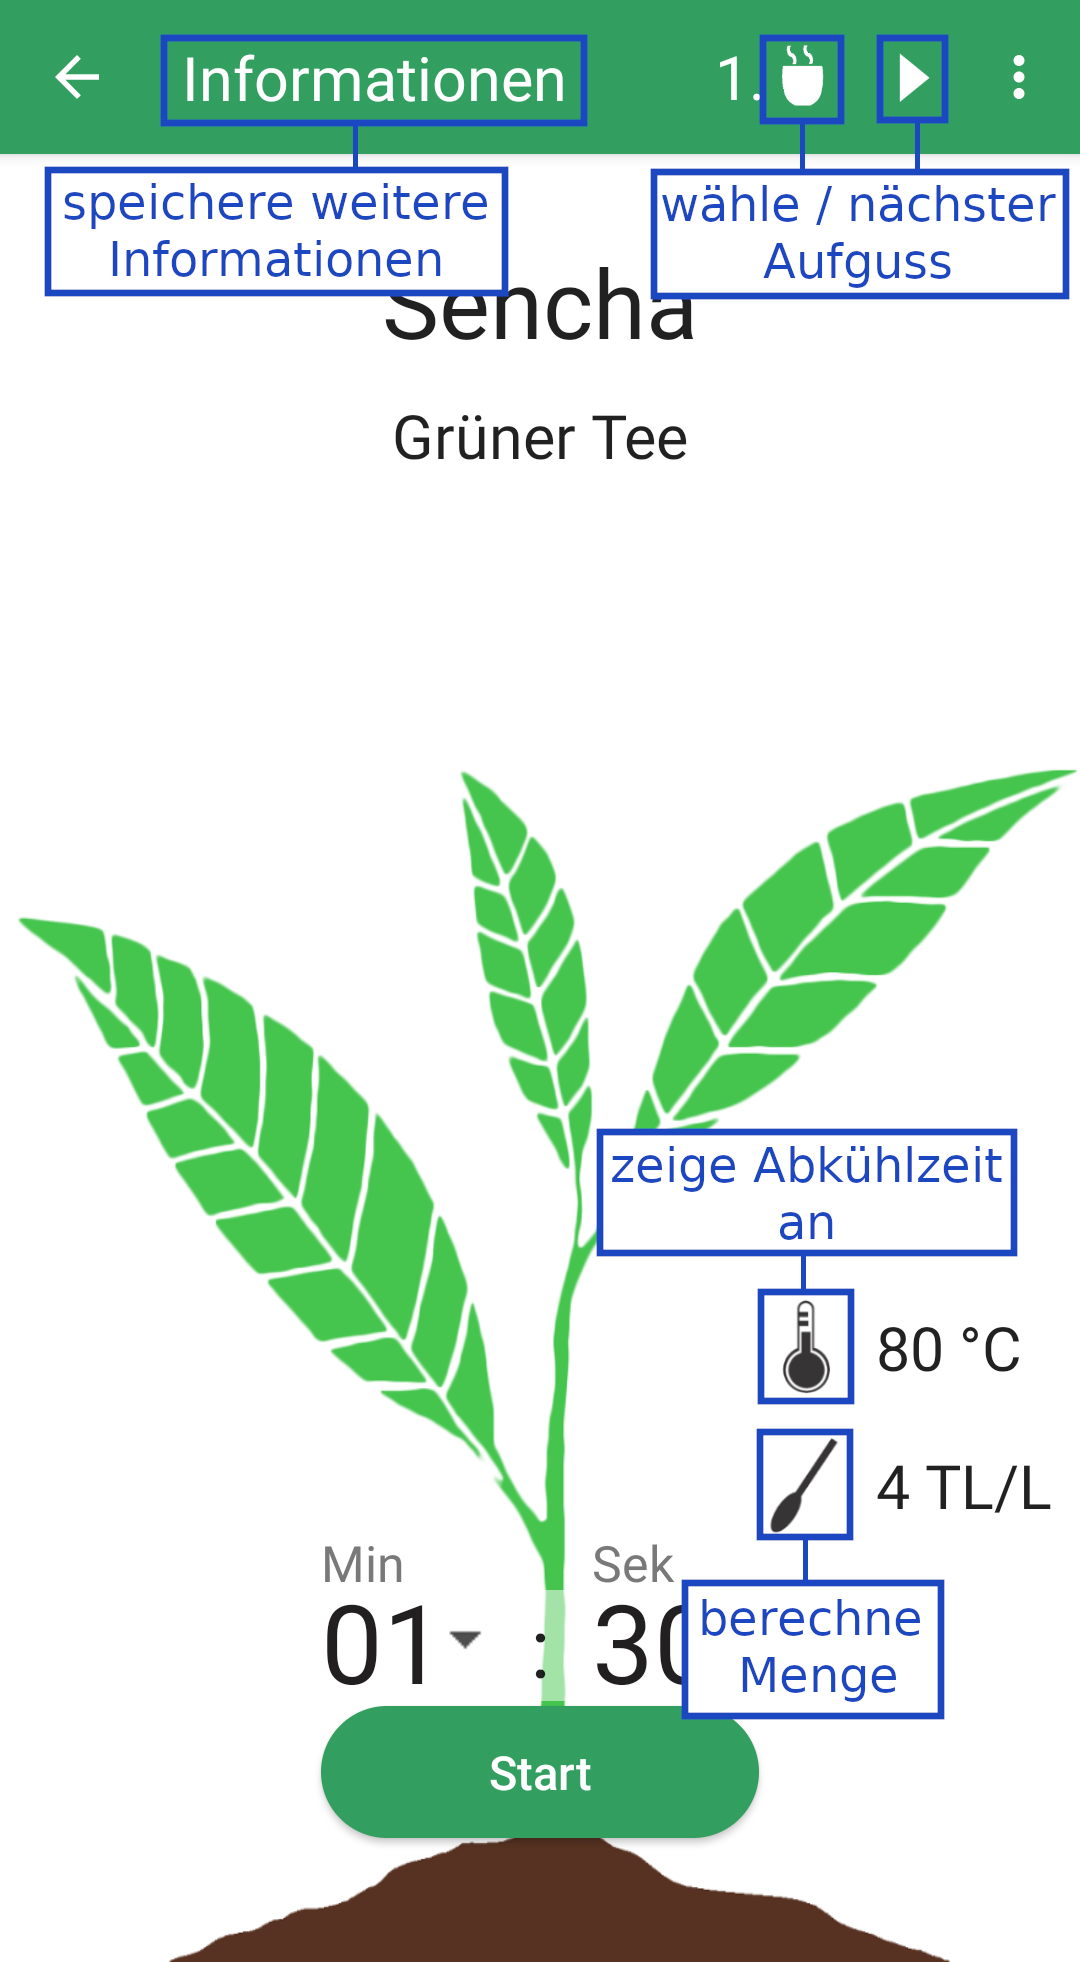 Informationen
1.
speichere weitere
Informationen
wähle / nächster
Aufguss
Sencha
Grüner Tee
zeige Abkühlzeit
an
80 °C
4 TL/L
Min
Sek
01 : 30
berechne
Menge
Start